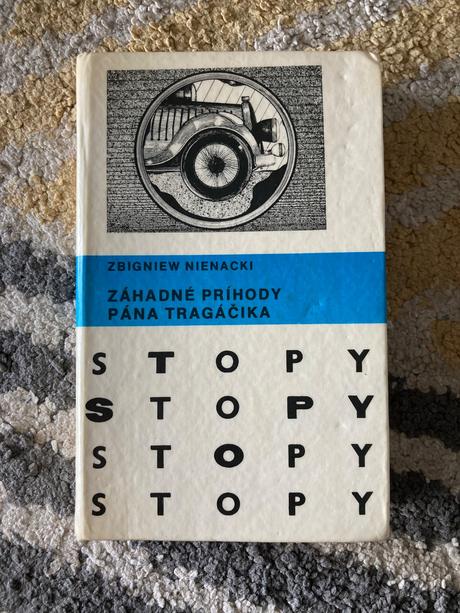 ZBIGNIEW NIENACKI
ZÁHADNÉ PRÍHODY
PÁNA TRAGÁČIKA
STOPY
STOPY
STOPY
STOPY